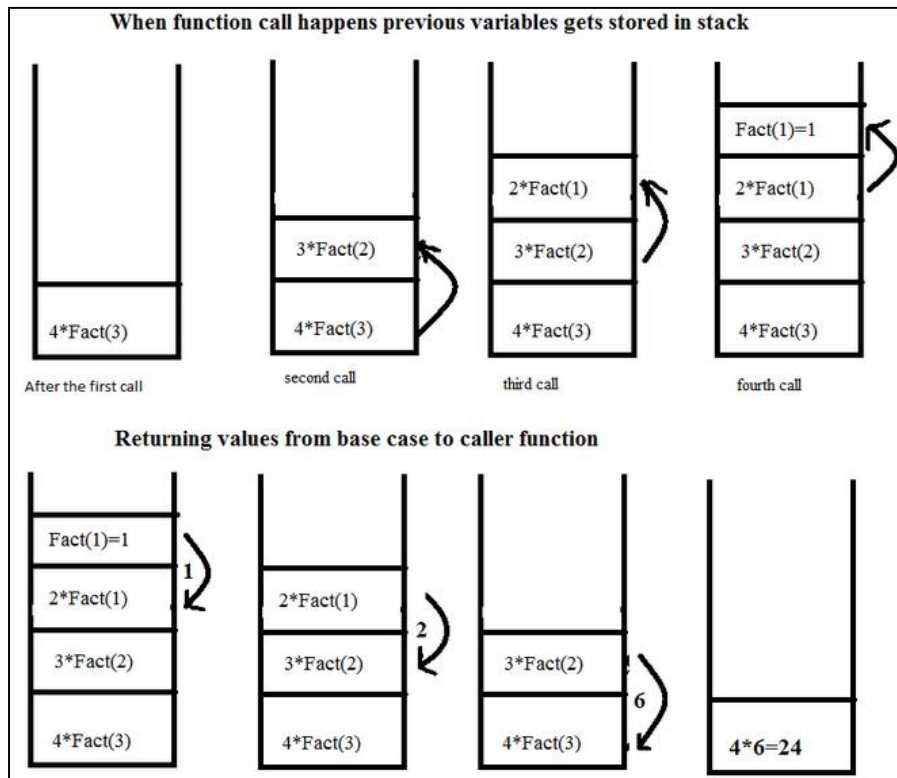 When function call happens previous variables gets stored in stack
4*Fact(3)
After the first call
3*Fact(2)
4*Fact(3)
second call
2*Fact(1)
3*Fact(2)
4*Fact(3)
third call
Fact(1)=1
2*Fact(1)
3*Fact(2)
4*Fact(3)
fourth call
Returning values from base case to caller function
Fact(1)=1
1
2*Fact(1)
3*Fact(2)
4*Fact(3)
2*Fact(1)
2
3*Fact(2)
4*Fact(3)
3*Fact(2)
6
4*Fact(3)
4*6=24